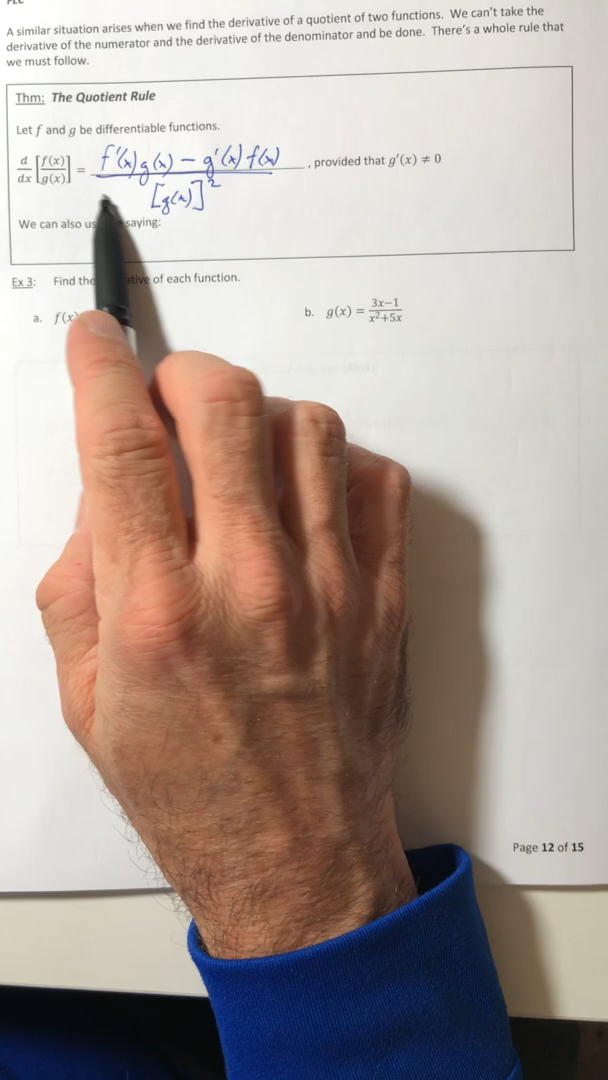 A similar situation arises when we find the derivative of a quotient of two functions. We can't take the
derivative of the numerator and the derivative of the denominator and be done. There's a whole rule that
we must follow.
Thm: The Quotient Rule
Let f and g be differentiable functions.
d/dx [f(x)/g(x)] = f'(x)g(x) − g'(x)f(x) / [g(x)]² , provided that g'(x) ≠ 0
We can also us saying:
Ex 3: Find the ative of each function.
a. f(x)
b. g(x) = 3x−1 / x²+5x
Page 12 of 15